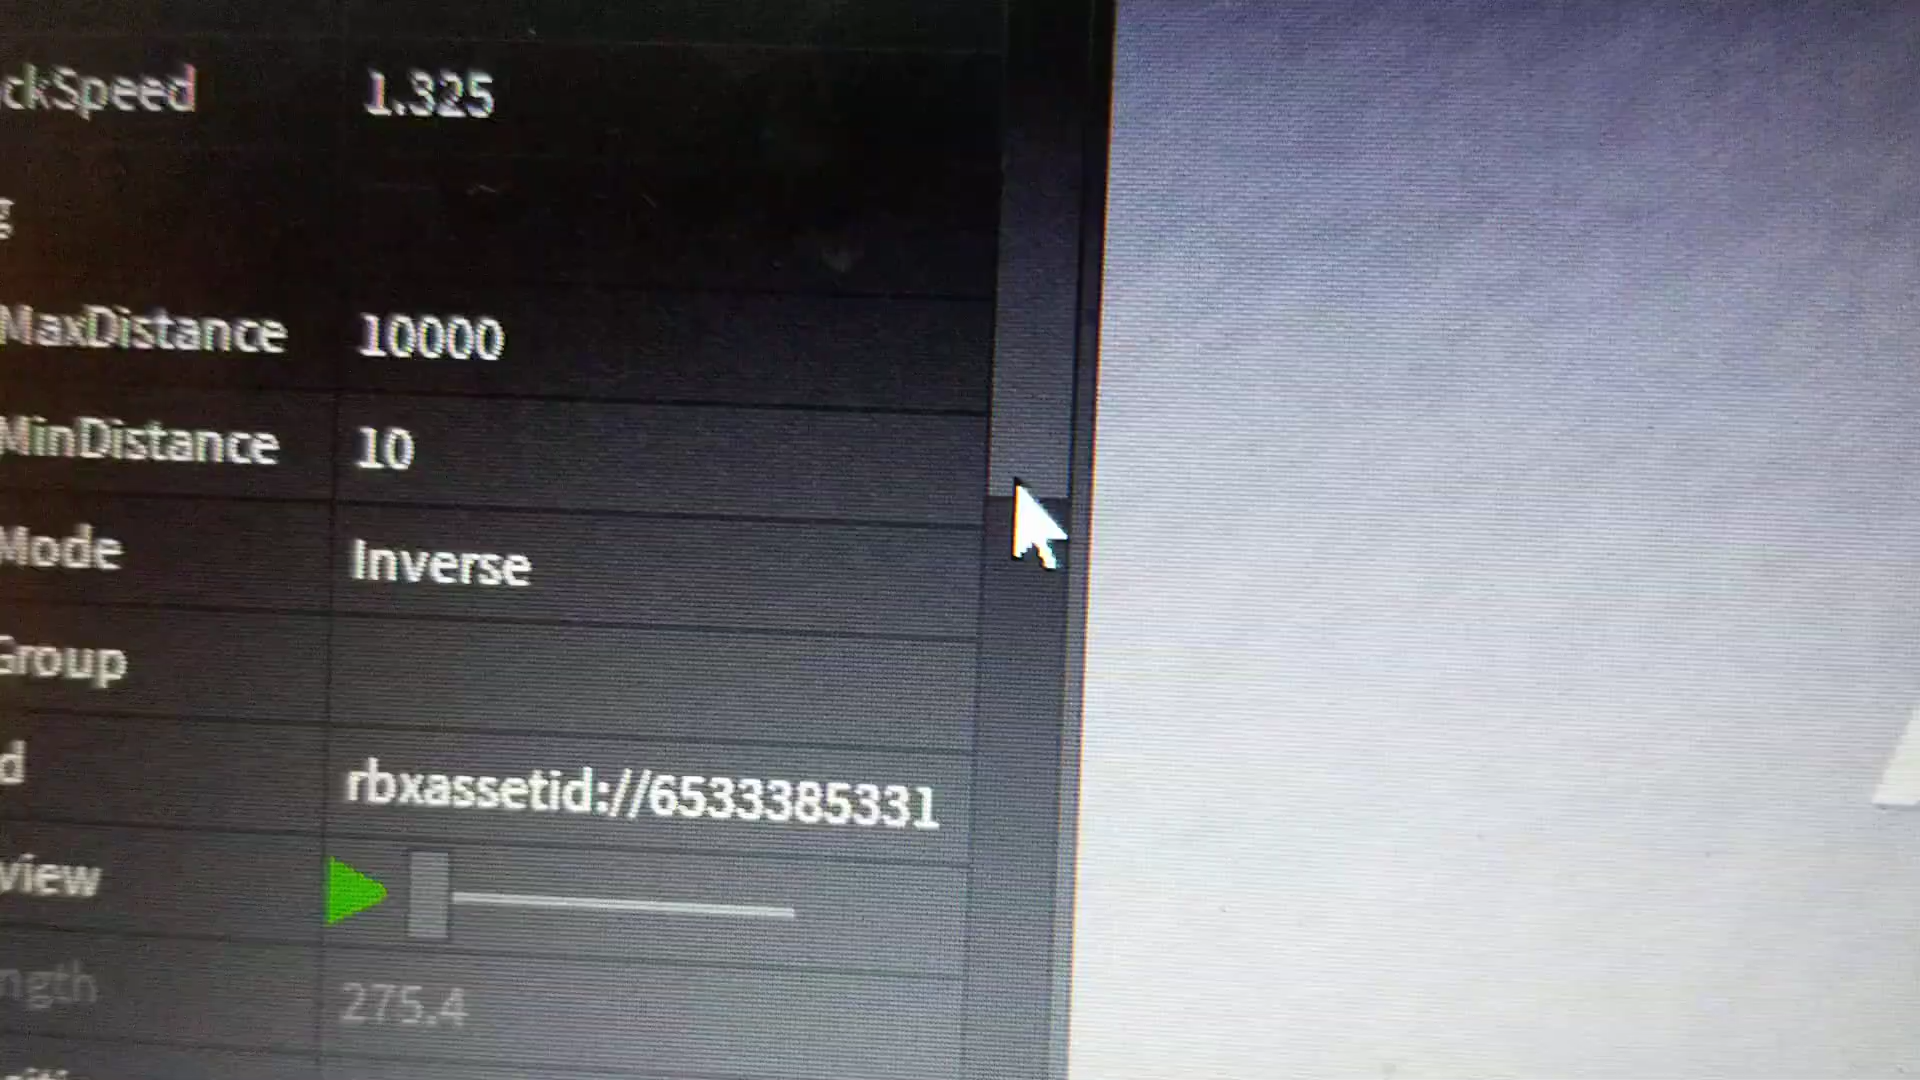 ckSpeed 1.325
g
MaxDistance 10000
MinDistance 10
Mode Inverse
Group
d rbxassetid://6533385331
view
ngth 275.4